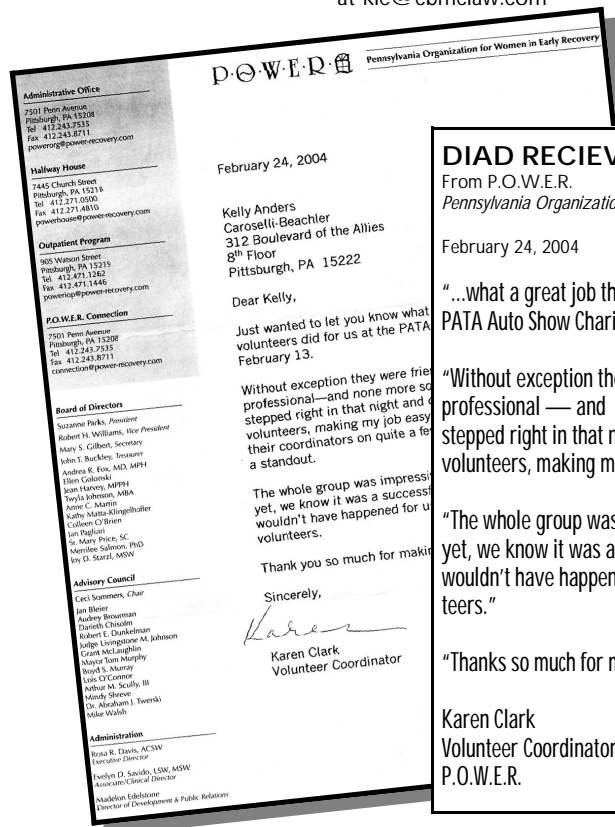 at kle@cbmclaw.com
P·O·W·E·R· Pennsylvania Organization for Women in Early Recovery
Administrative Office
7501 Penn Avenue
Pittsburgh, PA 15208
Tel 412.243.7535
Fax 412.243.8711
powerorg@power-recovery.com
Halfway House
7445 Church Street
Pittsburgh, PA 15218
Tel 412.271.0500
Fax 412.271.4810
powerhouse@power-recovery.com
Outpatient Program
905 Watson Street
Pittsburgh, PA 15219
Tel 412.471.1262
Fax 412.471.1446
poweriop@power-recovery.com
P.O.W.E.R. Connection
7501 Penn Avenue
Pittsburgh, PA 15208
Tel 412.243.7535
Fax 412.243.8711
connection@power-recovery.com
Board of Directors
Suzanne Parks, President
Robert H. Williams, Vice President
Mary S. Gilbert, Secretary
John T. Buckley, Treasurer
Andrea R. Fox, MD, MPH
Ellen Golonski
Jean Harvey, MPPH
Twyla Johnson, MBA
Anne C. Martin
Kathy Matta-Klingelhoffer
Colleen O'Brien
Jan Pagliari
Sr. Mary Price, SC
Merrilee Salmon, PhD
Joy D. Starzl, MSW
Advisory Council
Ceci Sommers, Chair
Jan Bleier
Audrey Brourman
Darieth Chisolm
Robert E. Dunkelman
Judge Livingstone M. Johnson
Grant McLaughlin
Mayor Tom Murphy
Boyd S. Murray
Lois O'Connor
Arthur M. Scully, III
Mindy Shreve
Dr. Abraham J. Twerski
Mike Walsh
Administration
Rosa R. Davis, ACSW
Executive Director
Evelyn D. Savido, LSW, MSW
Associate/Clinical Director
Madelon Edelstone
Director of Development & Public Relations
February 24, 2004
Kelly Anders
Caroselli-Beachler
312 Boulevard of the Allies
8th Floor
Pittsburgh, PA 15222
Dear Kelly,
Just wanted to let you know what
volunteers did for us at the PATA
February 13.
Without exception they were frie
professional—and none more so
stepped right in that night and
volunteers, making my job easy
their coordinators on quite a fe
a standout.
The whole group was impressi
yet, we know it was a successf
wouldn't have happened for u
volunteers.
Thank you so much for makin
Sincerely,
Karen
Karen Clark
Volunteer Coordinator
DIAD RECIEV
From P.O.W.E.R.
Pennsylvania Organizatio
February 24, 2004
"...what a great job th
PATA Auto Show Chari
"Without exception the
professional — and
stepped right in that n
volunteers, making m
"The whole group was
yet, we know it was a
wouldn't have happen
teers."
"Thanks so much for m
Karen Clark
Volunteer Coordinator
P.O.W.E.R.